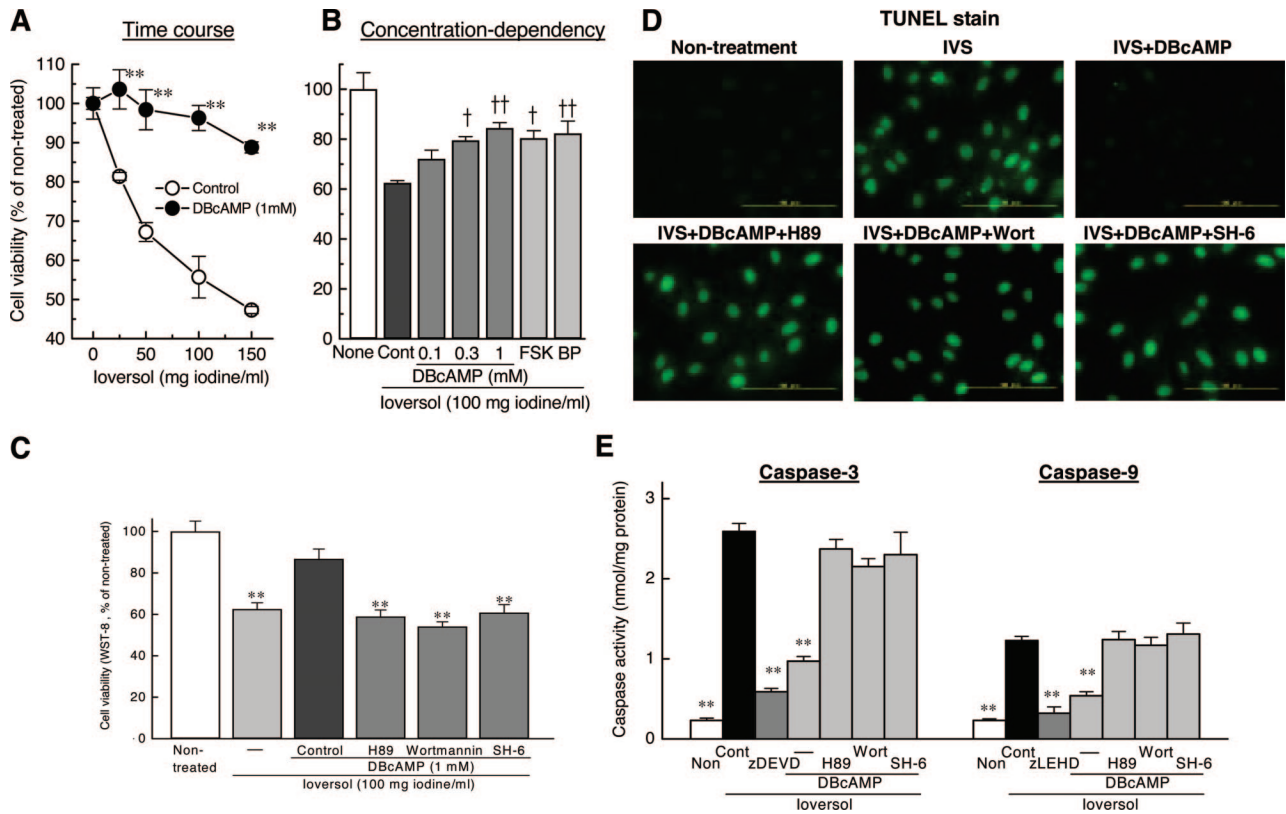 A
Time course
Cell viability (% of non-treated)
110
100
90
80
70
60
50
40
**
**
**
**
Control
DBcAMP (1mM)
0 50 100 150
Ioversol (mg iodine/ml)
B
Concentration-dependency
100
80
60
40
20
0
† †† † ††
None Cont 0.1 0.3 1 FSK BP
DBcAMP (mM)
Ioversol (100 mg iodine/ml)
C
Cell viability (WST-8 , % of non-treated)
100
80
60
40
20
0
** ** ** **
Non-
treated
— Control H89 Wortmannin SH-6
DBcAMP (1 mM)
Ioversol (100 mg iodine/ml)
D
TUNEL stain
Non-treatment IVS IVS+DBcAMP
IVS+DBcAMP+H89 IVS+DBcAMP+Wort IVS+DBcAMP+SH-6
E
Caspase-3 Caspase-9
Caspase activity (nmol/mg protein)
3
2
1
0
** ** ** ** ** **
Cont — Wort Cont — Wort
Non zDEVD H89 SH-6 Non zLEHD H89 SH-6
DBcAMP DBcAMP
Ioversol Ioversol